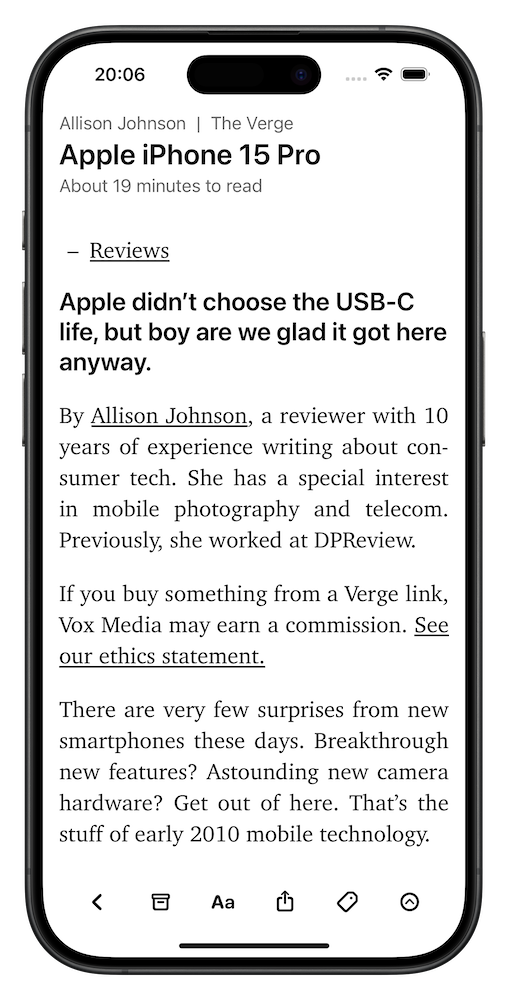 20:06
Allison Johnson | The Verge
Apple iPhone 15 Pro
About 19 minutes to read
– Reviews
Apple didn’t choose the USB-C
life, but boy are we glad it got here
anyway.
By Allison Johnson, a reviewer with 10
years of experience writing about con-
sumer tech. She has a special interest
in mobile photography and telecom.
Previously, she worked at DPReview.
If you buy something from a Verge link,
Vox Media may earn a commission. See
our ethics statement.
There are very few surprises from new
smartphones these days. Breakthrough
new features? Astounding new camera
hardware? Get out of here. That’s the
stuff of early 2010 mobile technology.
Aa